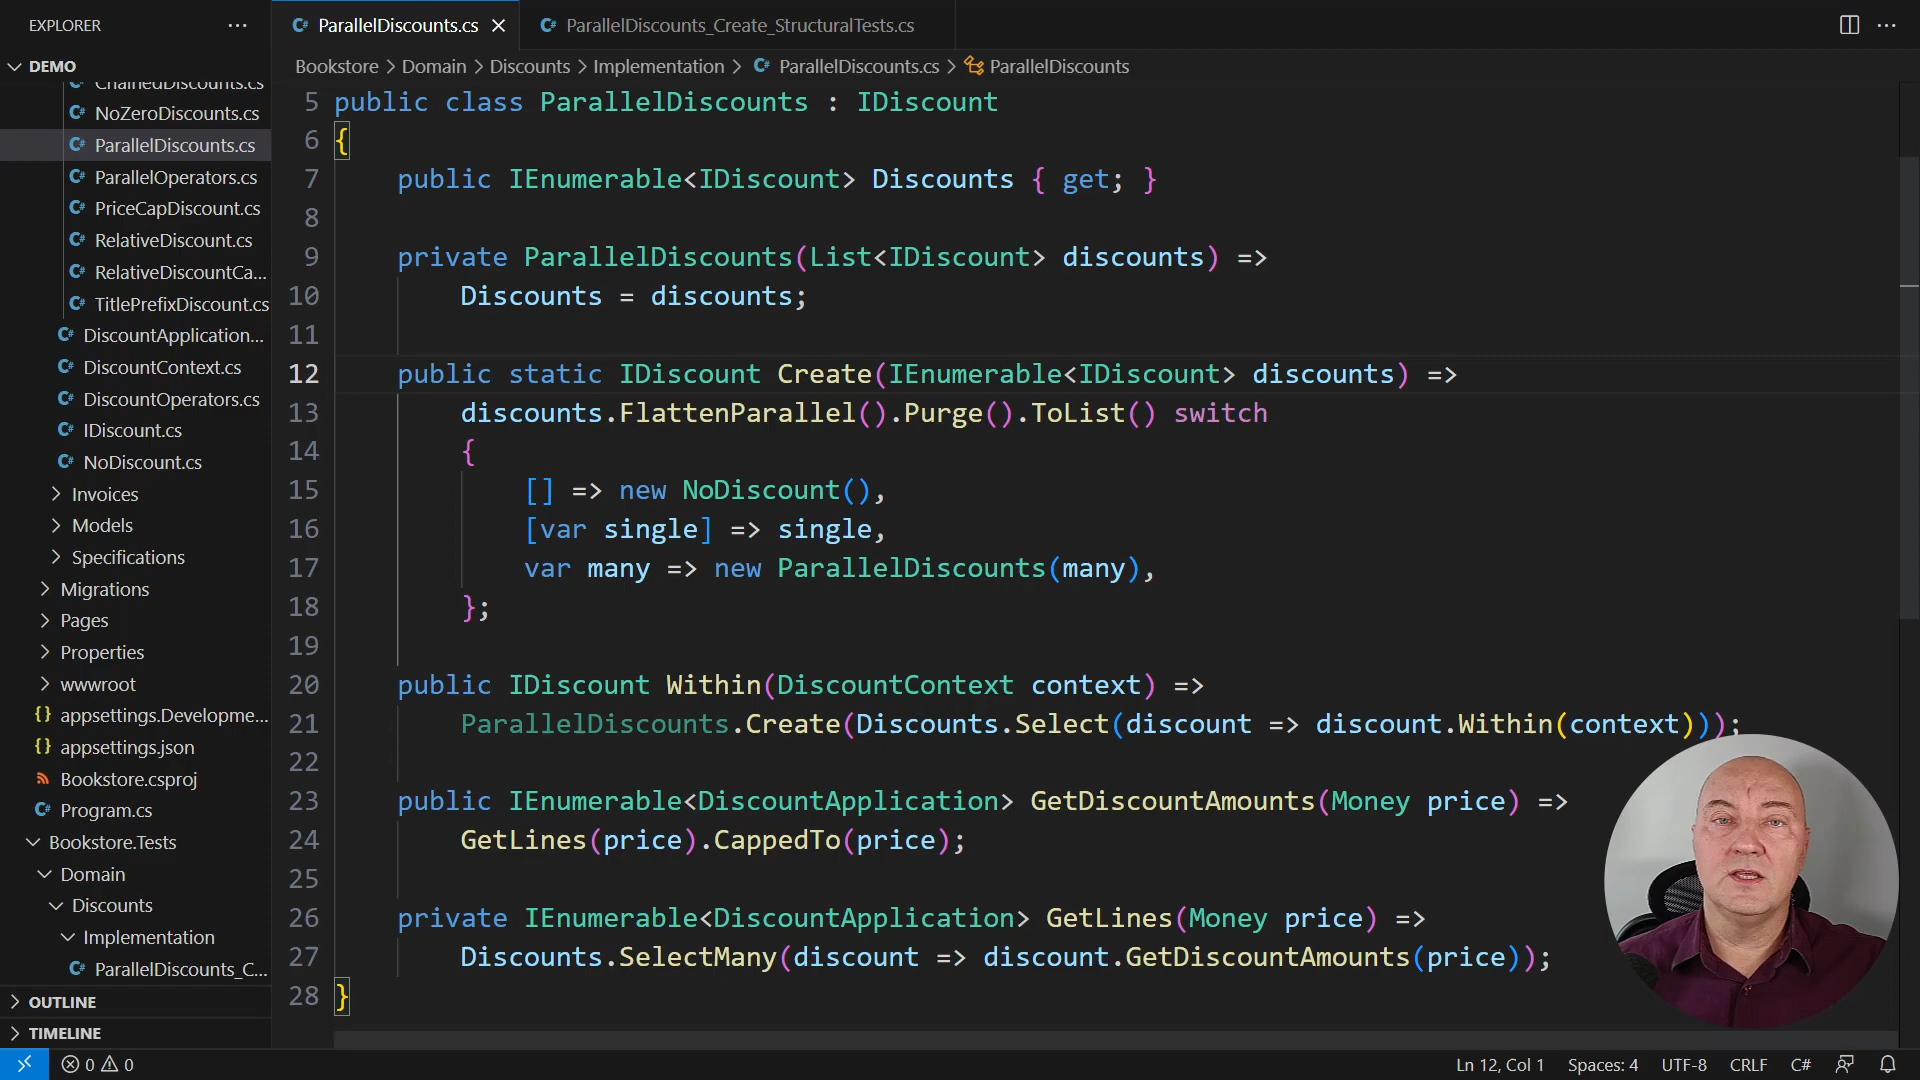 EXPLORER
DEMO
ChainedDiscounts.cs
NoZeroDiscounts.cs
ParallelDiscounts.cs
ParallelOperators.cs
PriceCapDiscount.cs
RelativeDiscount.cs
RelativeDiscountCa...
TitlePrefixDiscount.cs
DiscountApplication...
DiscountContext.cs
DiscountOperators.cs
IDiscount.cs
NoDiscount.cs
Invoices
Models
Specifications
Migrations
Pages
Properties
wwwroot
appsettings.Developme...
appsettings.json
Bookstore.csproj
Program.cs
Bookstore.Tests
Domain
Discounts
Implementation
ParallelDiscounts_C...
OUTLINE
TIMELINE
ParallelDiscounts.cs
ParallelDiscounts_Create_StructuralTests.cs
Bookstore > Domain > Discounts > Implementation > ParallelDiscounts.cs > ParallelDiscounts
5 public class ParallelDiscounts : IDiscount
6 {
7 public IEnumerable<IDiscount> Discounts { get; }
8
9 private ParallelDiscounts(List<IDiscount> discounts) =>
10 Discounts = discounts;
11
12 public static IDiscount Create(IEnumerable<IDiscount> discounts) =>
13 discounts.FlattenParallel().Purge().ToList() switch
14 {
15 [] => new NoDiscount(),
16 [var single] => single,
17 var many => new ParallelDiscounts(many),
18 };
19
20 public IDiscount Within(DiscountContext context) =>
21 ParallelDiscounts.Create(Discounts.Select(discount => discount.Within(context)));
22
23 public IEnumerable<DiscountApplication> GetDiscountAmounts(Money price) =>
24 GetLines(price).CappedTo(price);
25
26 private IEnumerable<DiscountApplication> GetLines(Money price) =>
27 Discounts.SelectMany(discount => discount.GetDiscountAmounts(price));
28 }
0 0
Ln 12, Col 1
Spaces: 4
UTF-8
CRLF
C#